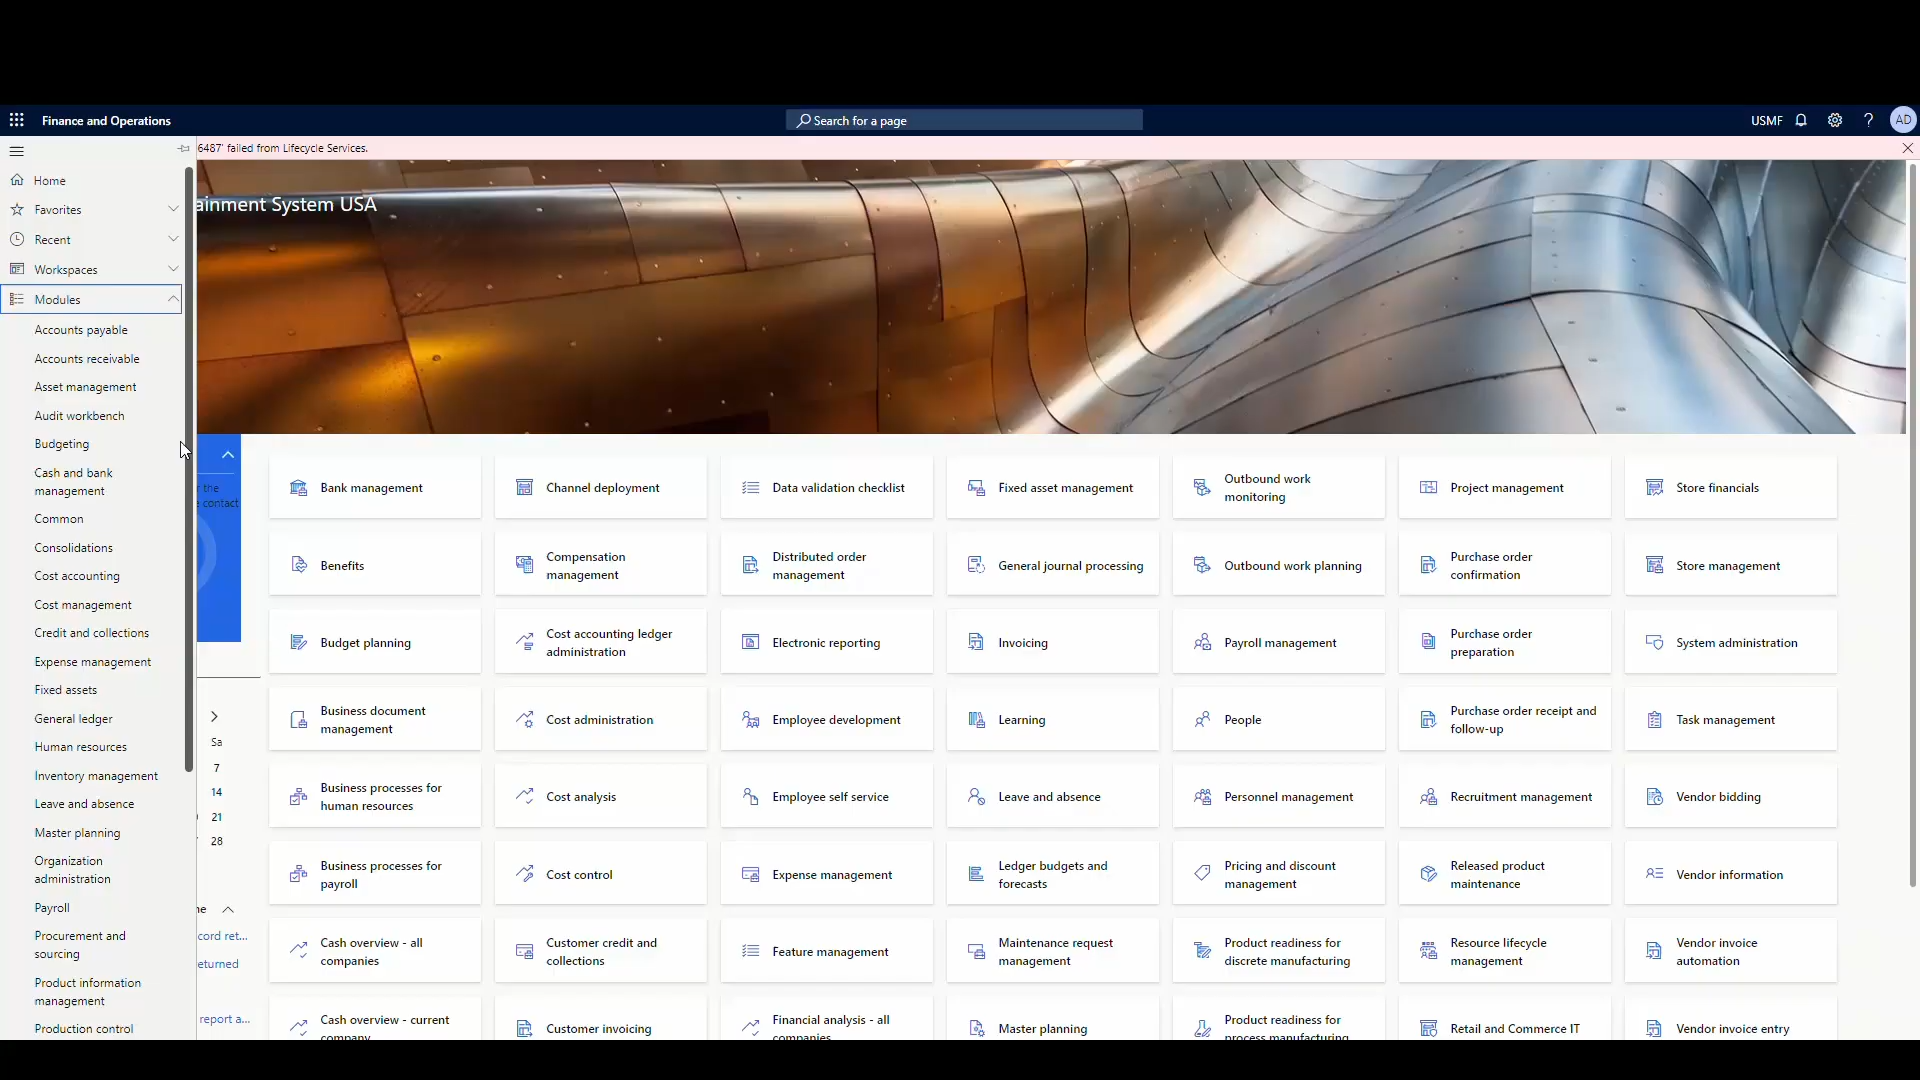 Finance and Operations
Search for a page
USMF
?
AD
6487' failed from Lifecycle Services.
Home
Favorites
Recent
Workspaces
Modules
Accounts payable
Accounts receivable
Asset management
Audit workbench
Budgeting
Cash and bank
management
Common
Consolidations
Cost accounting
Cost management
Credit and collections
Expense management
Fixed assets
General ledger
Human resources
Inventory management
Leave and absence
Master planning
Organization
administration
Payroll
Procurement and
sourcing
Product information
management
Production control
ainment System USA
r the
contact
Sa
7
14
21
28
ne
cord ret...
eturned
report a...
Bank management
Channel deployment
Data validation checklist
Fixed asset management
Outbound work
monitoring
Project management
Store financials
Benefits
Compensation
management
Distributed order
management
General journal processing
Outbound work planning
Purchase order
confirmation
Store management
Budget planning
Cost accounting ledger
administration
Electronic reporting
Invoicing
Payroll management
Purchase order
preparation
System administration
Business document
management
Cost administration
Employee development
Learning
People
Purchase order receipt and
follow-up
Task management
Business processes for
human resources
Cost analysis
Employee self service
Leave and absence
Personnel management
Recruitment management
Vendor bidding
Business processes for
payroll
Cost control
Expense management
Ledger budgets and
forecasts
Pricing and discount
management
Released product
maintenance
Vendor information
Cash overview - all
companies
Customer credit and
collections
Feature management
Maintenance request
management
Product readiness for
discrete manufacturing
Resource lifecycle
management
Vendor invoice
automation
Cash overview - current
company
Customer invoicing
Financial analysis - all
companies
Master planning
Product readiness for
process manufacturing
Retail and Commerce IT
Vendor invoice entry